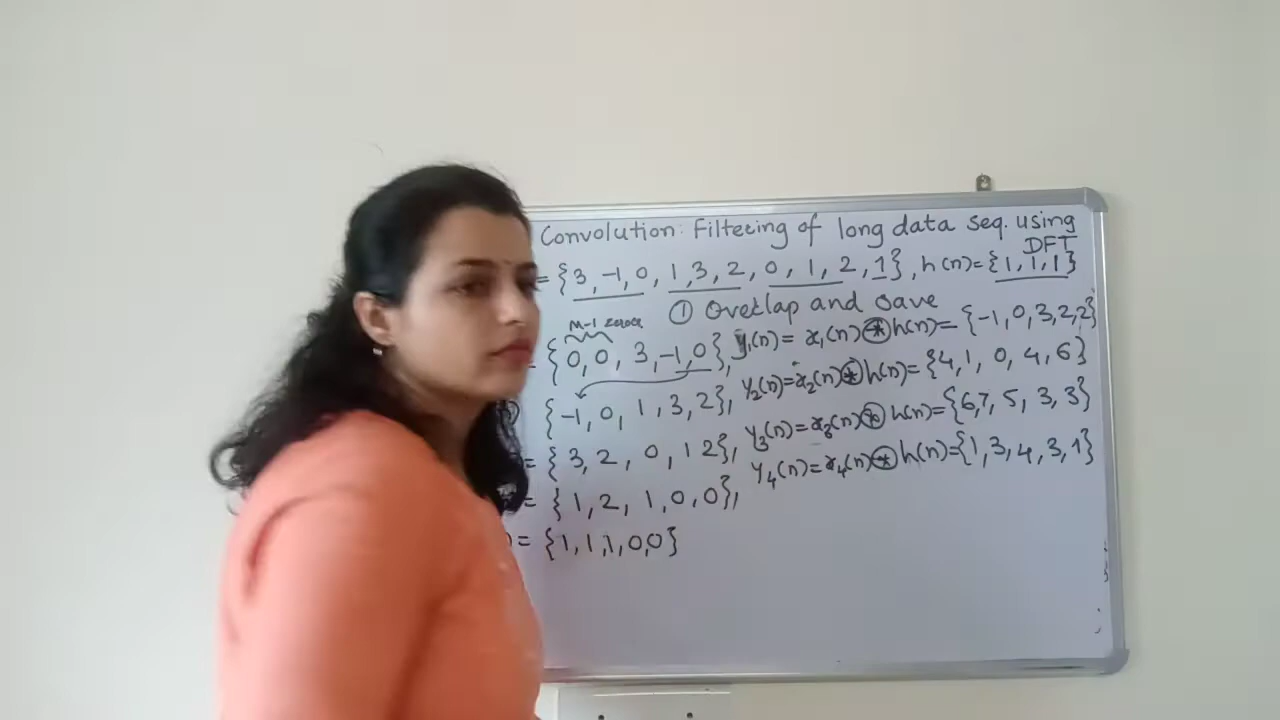 Convolution: Filtering of long data seq. using
DFT
= {3, -1, 0, 1, 3, 2, 0, 1, 2, 1}, h(n)= {1, 1, 1}
① Overlap and save
M-1 zeroes
= {0, 0, 3, -1, 0}, y₁(n)= x₁(n) ⊛ h(n)= {-1, 0, 3, 2, 2}
{-1, 0, 1, 3, 2}, y₂(n)=x₂(n) ⊛ h(n)= {4, 1, 0, 4, 6}
= {3, 2, 0, 1 2}, y₃(n)=x₃(n) ⊛ h(n)={6,7, 5, 3, 3}
= {1, 2, 1, 0, 0}, y₄(n)=x₄(n) ⊛ h(n)={1, 3, 4, 3, 1}
)= {1, 1, 1, 0,0}